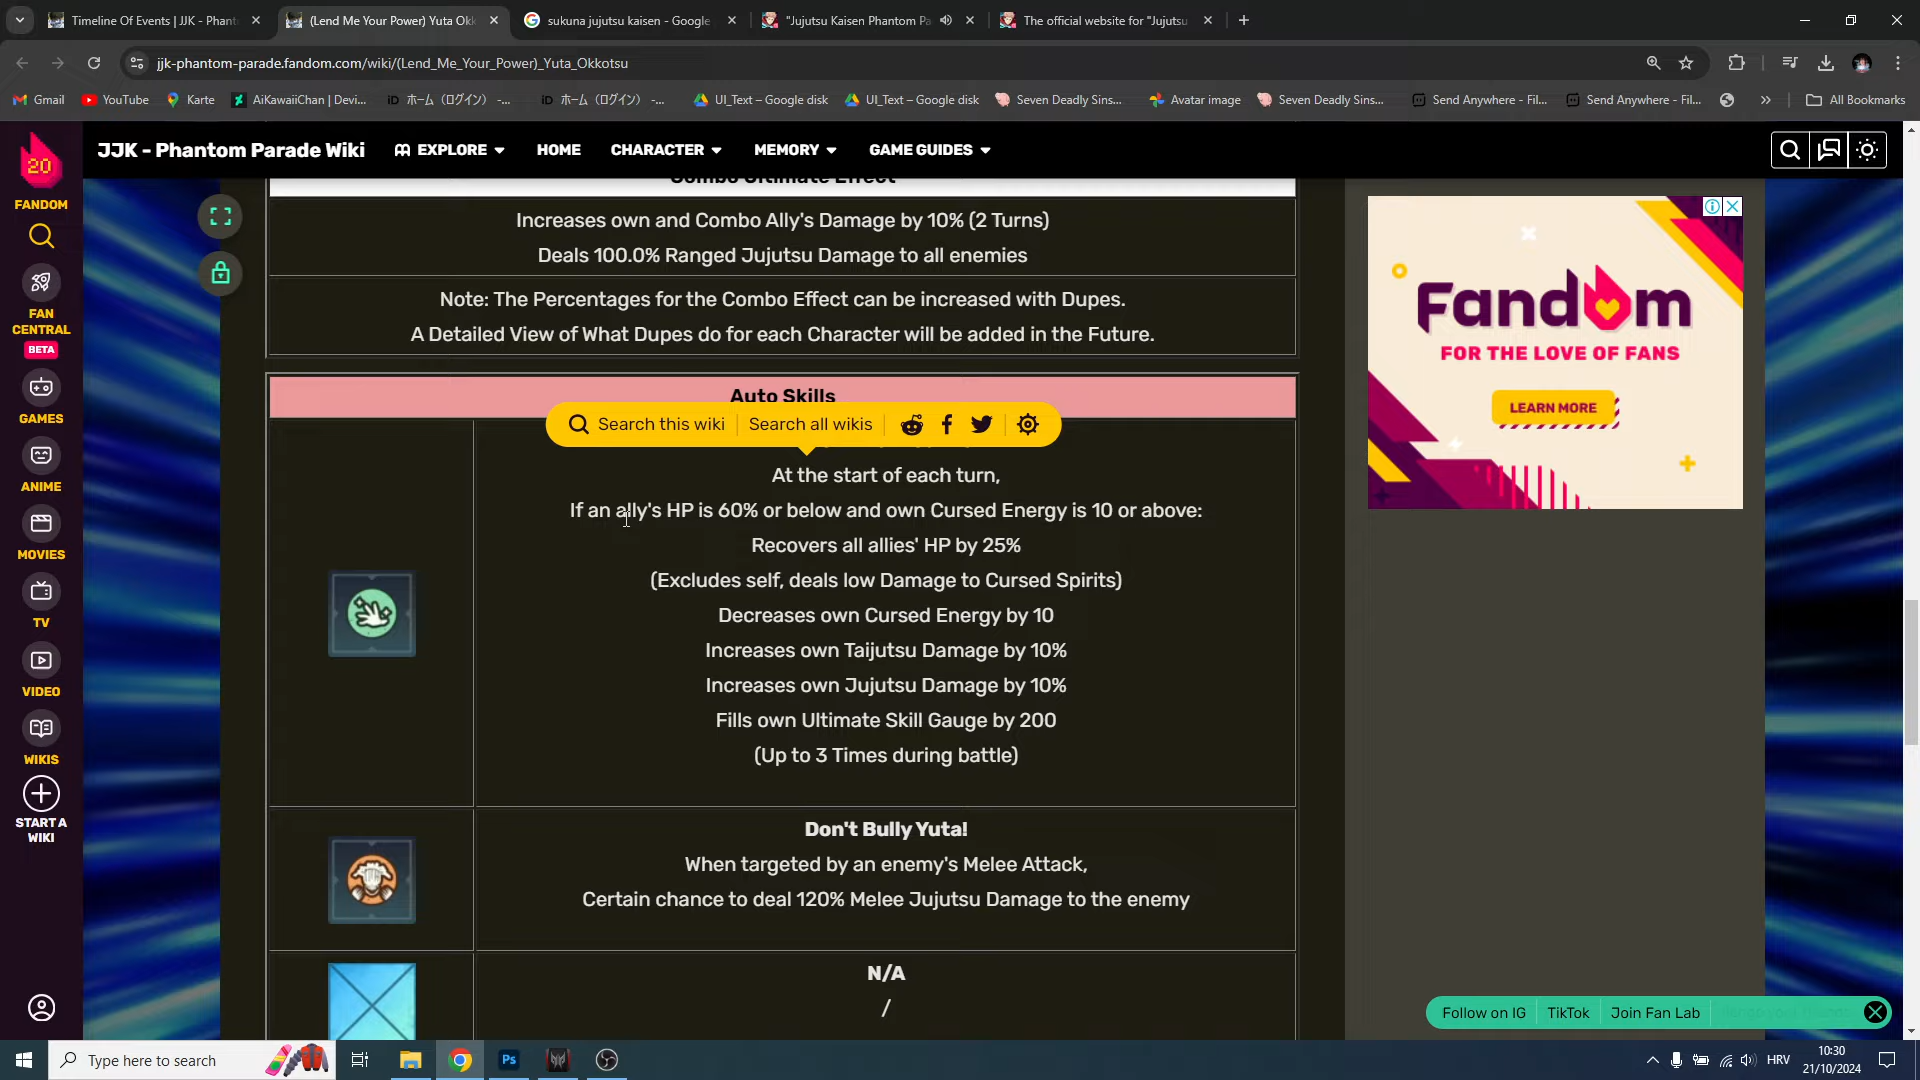 Timeline Of Events | JJK - Phant
(Lend Me Your Power) Yuta Okk
sukuna jujutsu kaisen - Google
"Jujutsu Kaisen Phantom Pa
The official website for "Jujutsu
jjk-phantom-parade.fandom.com/wiki/(Lend_Me_Your_Power)_Yuta_Okkotsu
Gmail
YouTube
Karte
AiKawaiiChan | Devi...
ホーム（ログイン） -...
ホーム（ログイン） -...
UI_Text – Google disk
UI_Text – Google disk
Seven Deadly Sins...
Avatar image
Seven Deadly Sins...
Send Anywhere - Fil...
Send Anywhere - Fil...
All Bookmarks
20
FANDOM
FAN CENTRAL
BETA
GAMES
ANIME
MOVIES
TV
VIDEO
WIKIS
START A WIKI
JJK - Phantom Parade Wiki
EXPLORE
HOME
CHARACTER
MEMORY
GAME GUIDES
Combo Ultimate Effect
Increases own and Combo Ally's Damage by 10% (2 Turns)
Deals 100.0% Ranged Jujutsu Damage to all enemies
Note: The Percentages for the Combo Effect can be increased with Dupes.
A Detailed View of What Dupes do for each Character will be added in the Future.
Auto Skills
Search this wiki
Search all wikis
At the start of each turn,
If an ally's HP is 60% or below and own Cursed Energy is 10 or above:
Recovers all allies' HP by 25%
(Excludes self, deals low Damage to Cursed Spirits)
Decreases own Cursed Energy by 10
Increases own Taijutsu Damage by 10%
Increases own Jujutsu Damage by 10%
Fills own Ultimate Skill Gauge by 200
(Up to 3 Times during battle)
Don't Bully Yuta!
When targeted by an enemy's Melee Attack,
Certain chance to deal 120% Melee Jujutsu Damage to the enemy
N/A
/
Fandom
FOR THE LOVE OF FANS
LEARN MORE
Follow on IG
TikTok
Join Fan Lab
Type here to search
Ps
HRV
10:30
21/10/2024